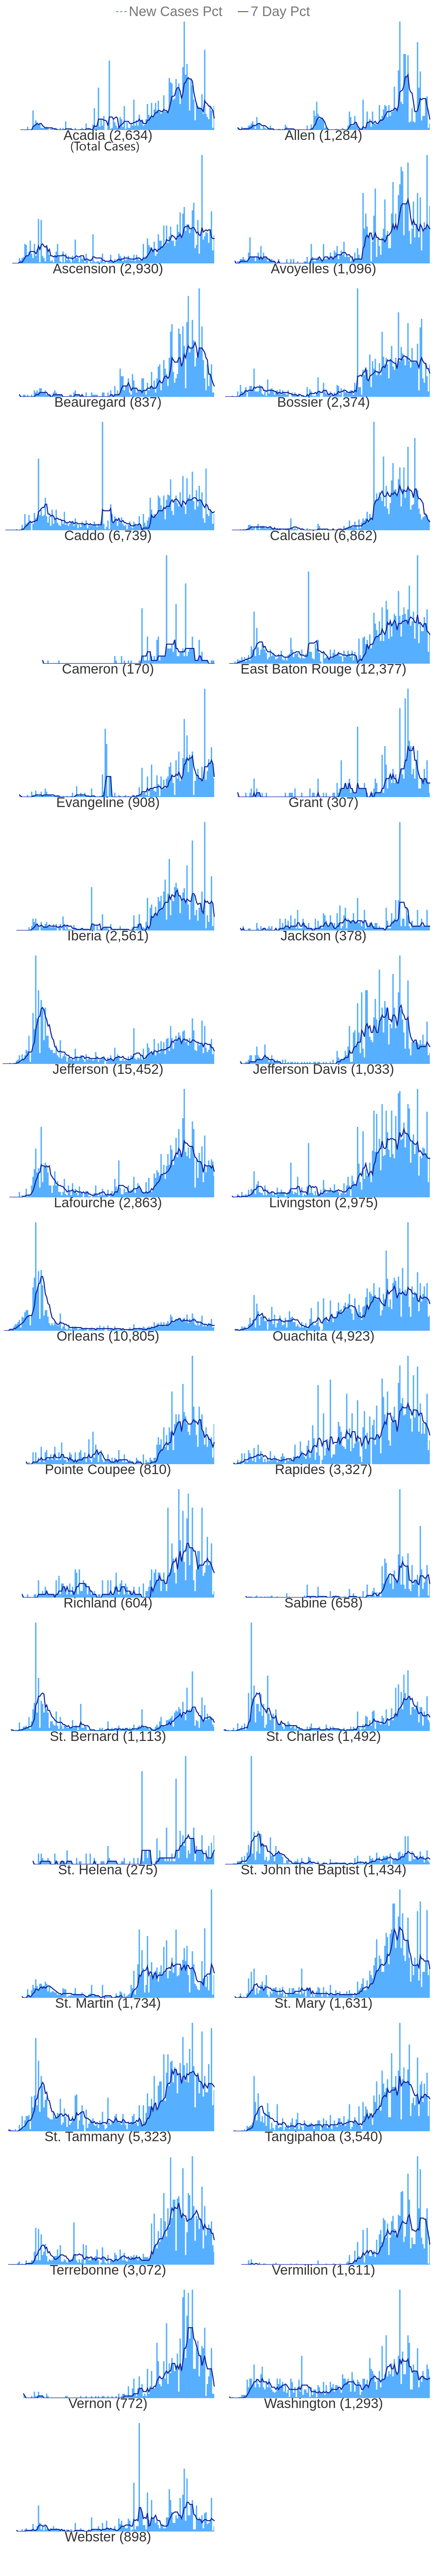 New Cases Pct 7 Day Pct
Acadia (2,634) Allen (1,284)
(Total Cases)
Ascension (2,930) Avoyelles (1,096)
Beauregard (837) Bossier (2,374)
Caddo (6,739) Calcasieu (6,862)
Cameron (170) East Baton Rouge (12,377)
Evangeline (908) Grant (307)
Iberia (2,561) Jackson (378)
Jefferson (15,452) Jefferson Davis (1,033)
Lafourche (2,863) Livingston (2,975)
Orleans (10,805) Ouachita (4,923)
Pointe Coupee (810) Rapides (3,327)
Richland (604) Sabine (658)
St. Bernard (1,113) St. Charles (1,492)
St. Helena (275) St. John the Baptist (1,434)
St. Martin (1,734) St. Mary (1,631)
St. Tammany (5,323) Tangipahoa (3,540)
Terrebonne (3,072) Vermilion (1,611)
Vernon (772) Washington (1,293)
Webster (898)